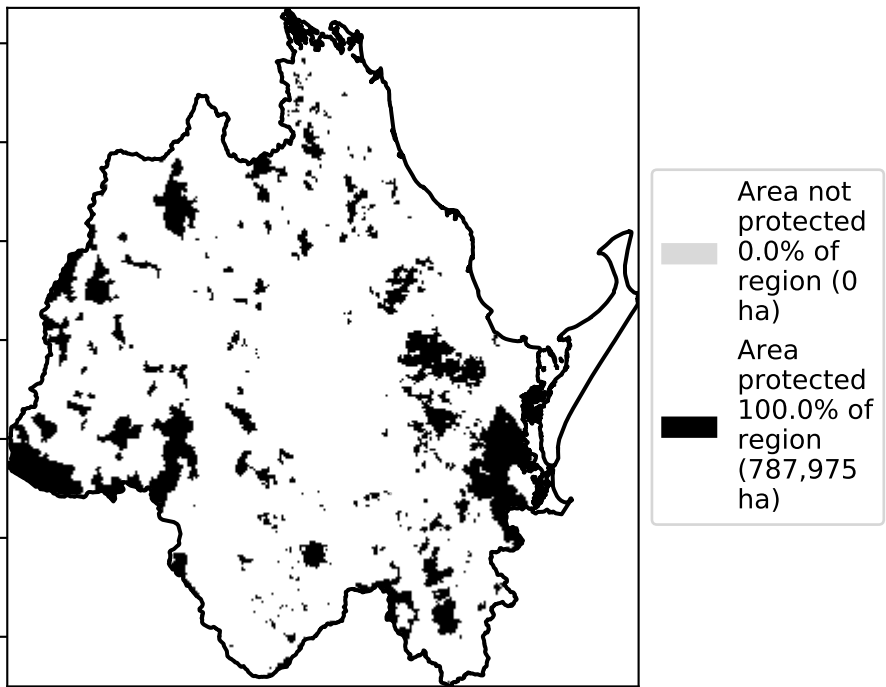 Area not
protected
0.0% of
region (0
ha)
Area
protected
100.0% of
region
(787,975
ha)